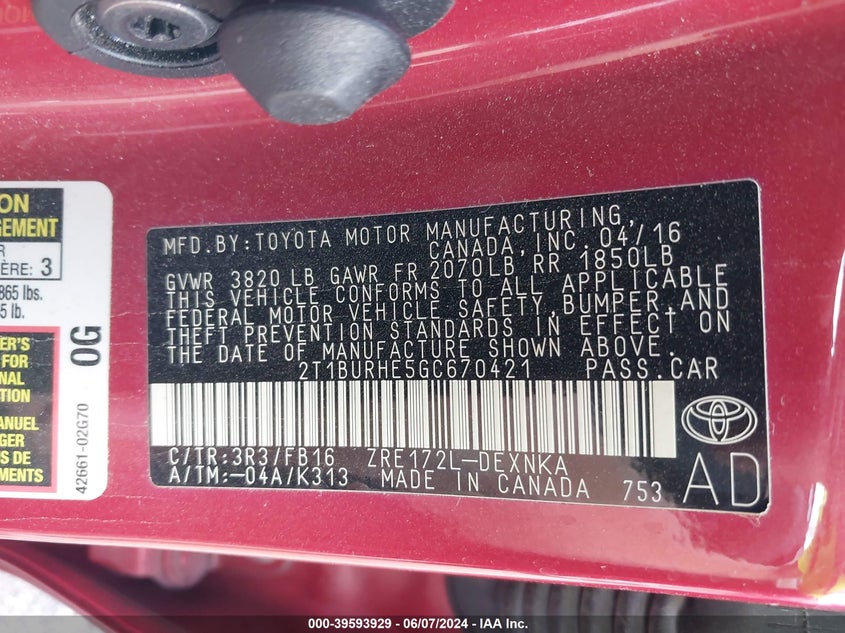 ON
GEMENT
R
ÈRE: 3
865 lbs.
5 lb.
0G
ER'S
FOR
NAL
ATION
ANUEL
GER
US DE
EMENTS
42661-02G70
MFD. BY: TOYOTA MOTOR MANUFACTURING,
CANADA, INC. 04/16
GVWR 3820 LB GAWR FR 2070LB RR 1850LB
THIS VEHICLE CONFORMS TO ALL APPLICABLE
FEDERAL MOTOR VEHICLE SAFETY, BUMPER, AND
THEFT PREVENTION STANDARDS IN EFFECT ON
THE DATE OF MANUFACTURE SHOWN ABOVE.
2T1BURHE5GC670421 PASS. CAR
C/TR: 3R3/FB16 ZRE172L-DEXNKA
A/TM: -04A/K313 MADE IN CANADA 753
AD
000-39593929 - 06/07/2024 - IAA Inc.